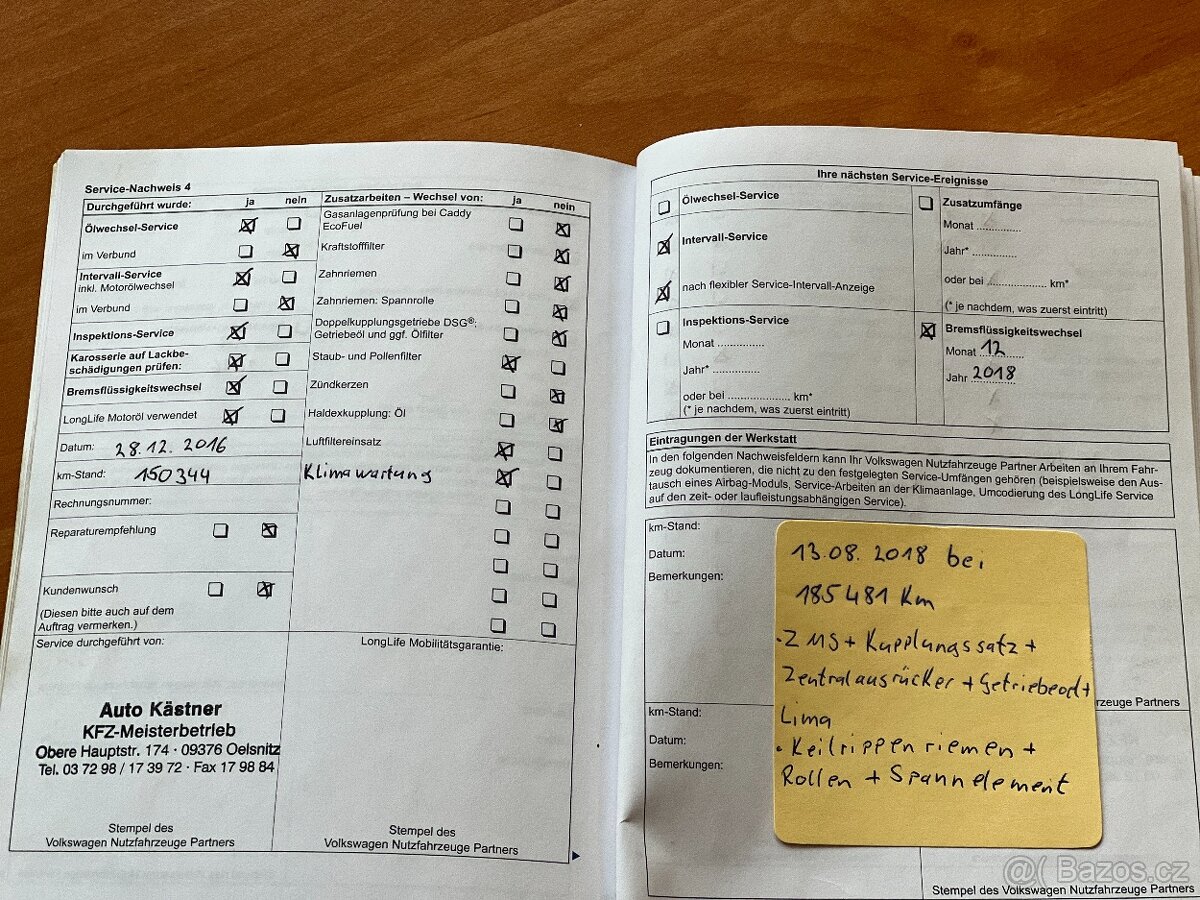 Service-Nachweis 4
Durchgeführt wurde: ja nein
Ölwechsel-Service
im Verbund
Intervall-Service
inkl. Motorölwechsel
im Verbund
Inspektions-Service
Karosserie auf Lackbe-
schädigungen prüfen:
Bremsflüssigkeitswechsel
LongLife Motoröl verwendet
Datum: 28.12.2016
km-Stand: 150344
Rechnungsnummer:
Reparaturempfehlung
Kundenwunsch
(Diesen bitte auch auf dem
Auftrag vermerken.)
Zusatzarbeiten – Wechsel von: ja nein
Gasanlagenprüfung bei Caddy
EcoFuel
Kraftstofffilter
Zahnriemen
Zahnriemen: Spannrolle
Doppelkupplungsgetriebe DSG®:
Getriebeöl und ggf. Ölfilter
Staub- und Pollenfilter
Zündkerzen
Haldexkupplung: Öl
Luftfiltereinsatz
Klimawartung
Service durchgeführt von:
Auto Kästner
KFZ-Meisterbetrieb
Obere Hauptstr. 174 · 09376 Oelsnitz
Tel. 03 72 98 / 17 39 72 · Fax 17 98 84
Stempel des
Volkswagen Nutzfahrzeuge Partners
LongLife Mobilitätsgarantie:
Stempel des
Volkswagen Nutzfahrzeuge Partners
Ihre nächsten Service-Ereignisse
Ölwechsel-Service
Intervall-Service
nach flexibler Service-Intervall-Anzeige
Inspektions-Service
Monat
Jahr*
oder bei km*
(* je nachdem, was zuerst eintritt)
Zusatzumfänge
Monat
Jahr*
oder bei km*
(* je nachdem, was zuerst eintritt)
Bremsflüssigkeitswechsel
Monat 12
Jahr 2018
Eintragungen der Werkstatt
In den folgenden Nachweisfeldern kann Ihr Volkswagen Nutzfahrzeuge Partner Arbeiten an Ihrem Fahr-
zeug dokumentieren, die nicht zu den festgelegten Service-Umfängen gehören (beispielsweise den Aus-
tausch eines Airbag-Moduls, Service-Arbeiten an der Klimaanlage, Umcodierung des LongLife Service
auf den zeit- oder laufleistungsabhängigen Service).
km-Stand:
Datum:
Bemerkungen:
13.08.2018 bei
185481 Km
·ZMS + Kupplungssatz +
Zentralausrücker + Getriebeöl +
Lima
· Keilrippenriemen +
Rollen + Spannelement
rzeuge Partners
km-Stand:
Datum:
Bemerkungen:
Stempel des Volkswagen Nutzfahrzeuge Partners
@( Bazos.cz